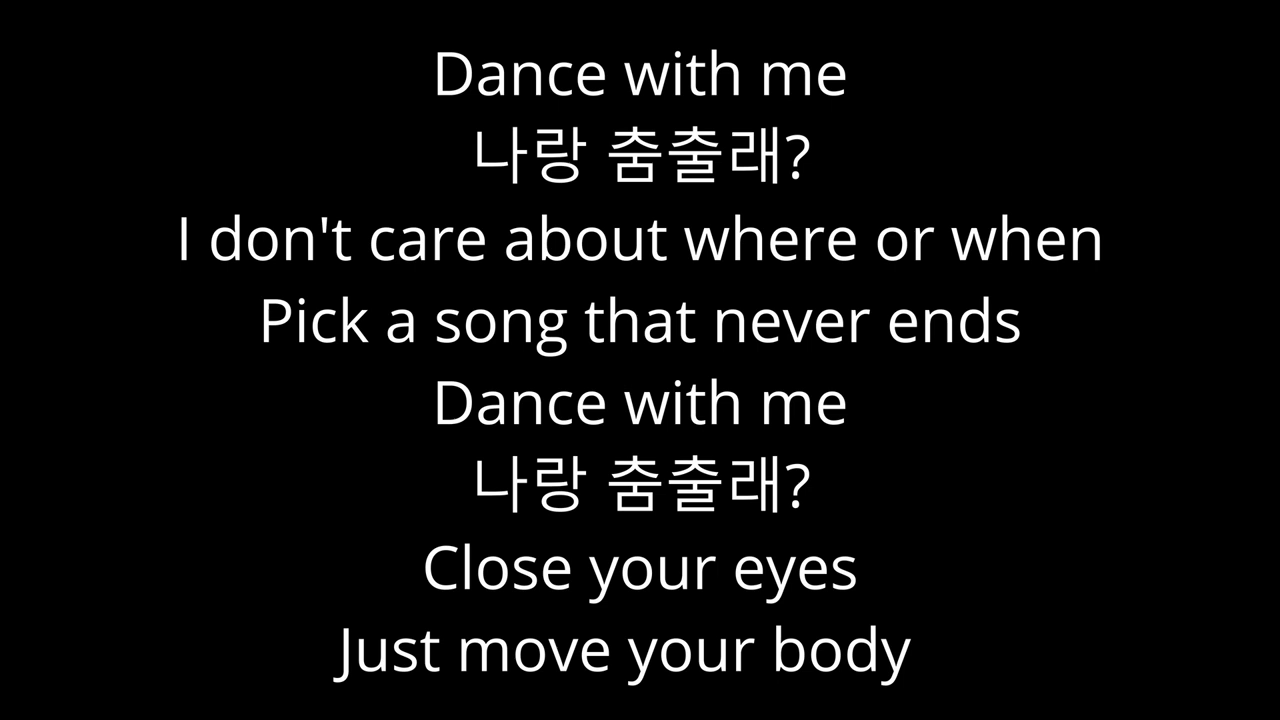 Dance with me
나랑 춤출래?
I don't care about where or when
Pick a song that never ends
Dance with me
나랑 춤출래?
Close your eyes
Just move your body